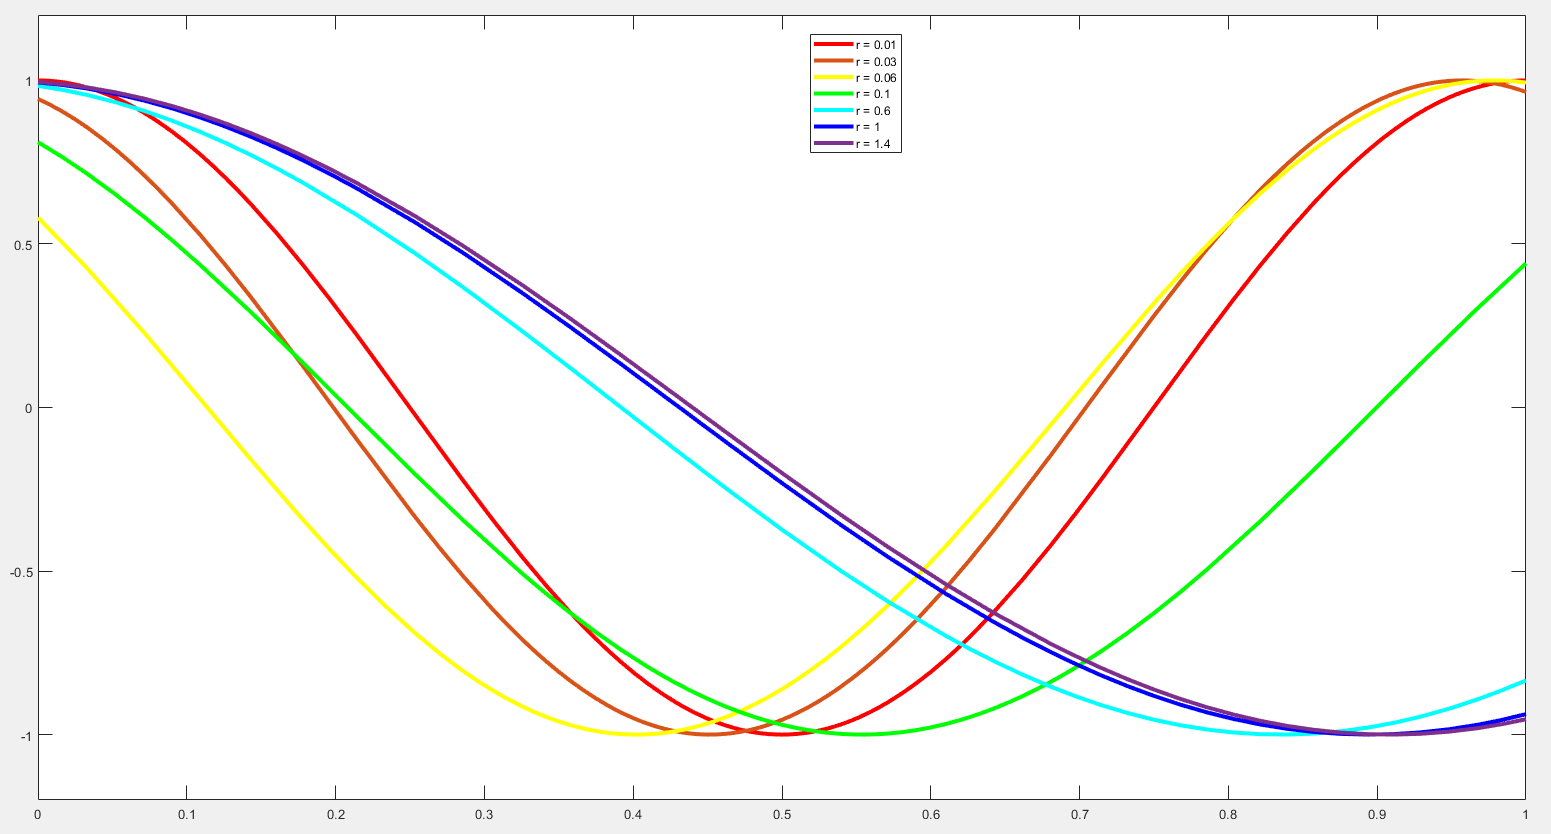 r = 0.01
r = 0.03
r = 0.06
r = 0.1
r = 0.6
r = 1
r = 1.4
1
0.5
0
-0.5
-1
0 0.1 0.2 0.3 0.4 0.5 0.6 0.7 0.8 0.9 1